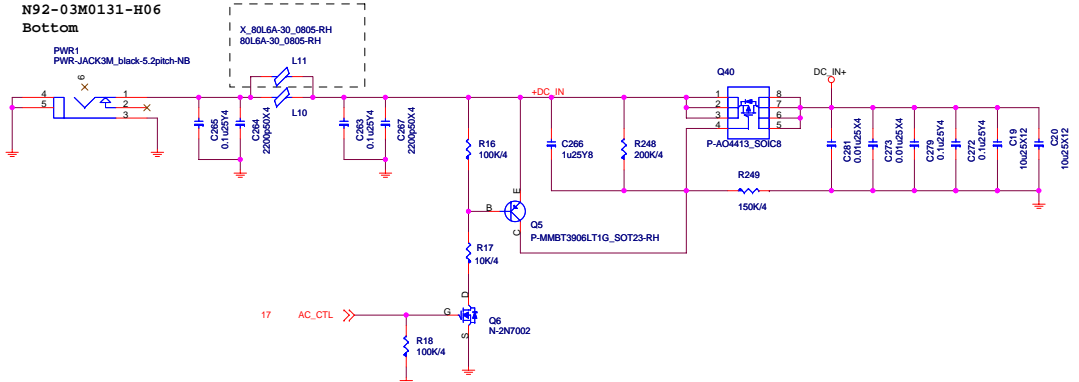 N92-03M0131-H06
Bottom
X_80L6A-30_0805-RH
80L6A-30_0805-RH
PWR1
PWR-JACK3M_black-5.2pitch-NB
L11
L10
6
4
5
1
2
3
C265
0.1u25Y4
C264
2200p50X4
C263
0.1u25Y4
C267
2200p50X4
+DC_IN
R16
100K/4
C266
1u25Y8
R248
200K/4
Q40
1
2
3
4
8
7
6
5
P-AO4413_SOIC8
DC_IN+
C281
0.01u25X4
C273
0.01u25X4
C279
0.1u25Y4
C272
0.1u25Y4
C19
10u25X12
C20
10u25X12
R249
150K/4
B
E
C
Q5
P-MMBT3906LT1G_SOT23-RH
R17
10K/4
17
AC_CTL
G
D
S
Q6
N-2N7002
R18
100K/4